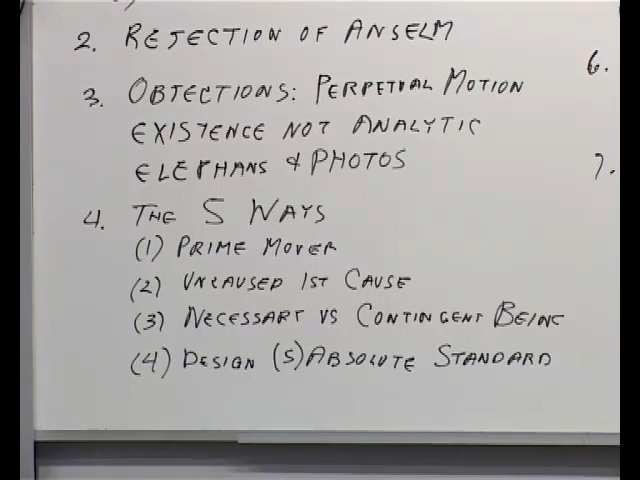 2. REJECTION OF ANSELM
3. OBJECTIONS: PERPETUAL MOTION
EXISTENCE NOT ANALYTIC
ELEPHANS & PHOTOS
4. THE 5 WAYS
(1) PRIME MOVER
(2) UNCAUSED 1ST CAUSE
(3) NECESSARY VS CONTINGENT BEING
(4) DESIGN (5) ABSOLUTE STANDARD
6.
7.